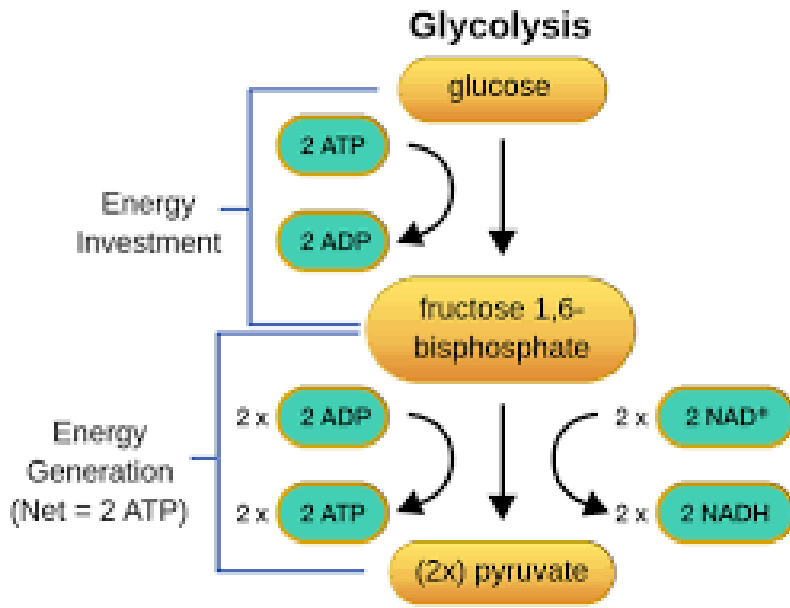 Glycolysis
glucose
2 ATP
Energy
Investment
2 ADP
fructose 1,6-
bisphosphate
2 x 2 ADP
2 x 2 NAD⁺
Energy
Generation
(Net = 2 ATP)
2 x 2 ATP
2 x 2 NADH
(2x) pyruvate